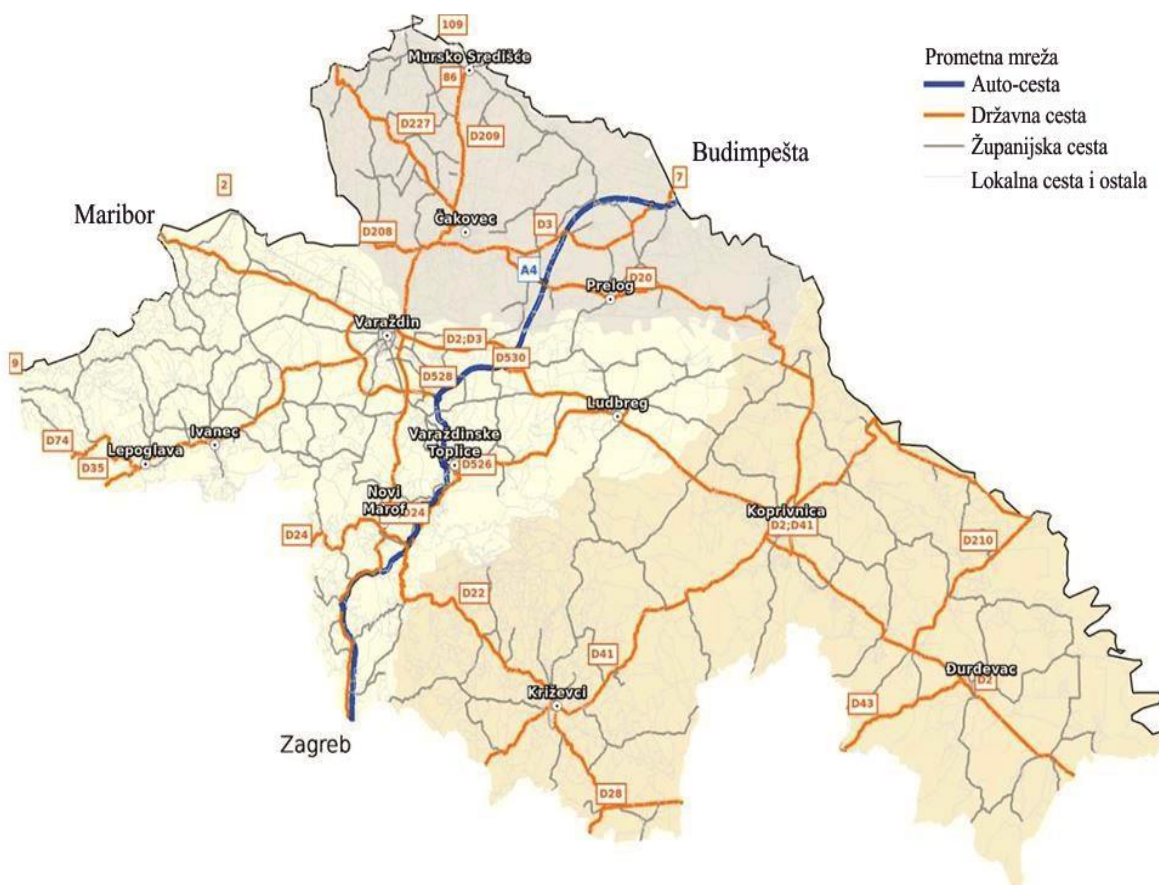 109
Mursko Središće
86
D227
D209
Prometna mreža
Auto-cesta
Državna cesta
Županijska cesta
Lokalna cesta i ostala
Budimpešta
7
2
Maribor
Čakovec
D208
D3
A4
D20
Prelog
Varaždin
D2;D3
D530
9
D528
Ludbreg
D74
Ivanec
Lepoglava
D35
Varaždinske
Toplice
D526
Novi
Marof
D24
D24
Koprivnica
D2;D41
D210
D22
D41
Đurđevac
D2
Križevci
D43
Zagreb
D28